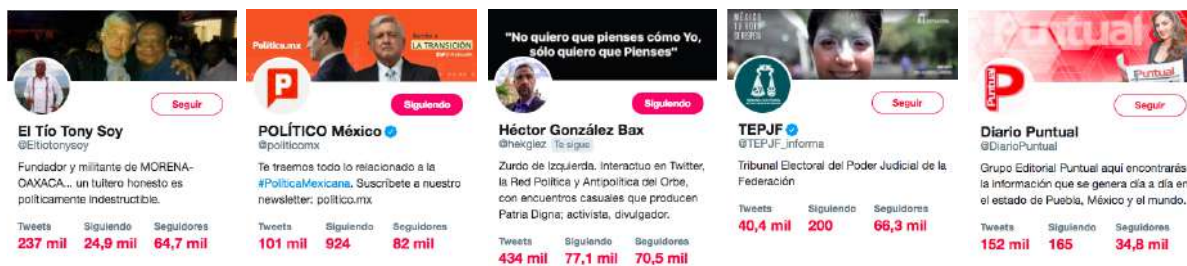 Seguir
El Tío Tony Soy
@Eltiotonysoy
Fundador y militante de MORENA-
OAXACA... un tuitero honesto es
políticamente Indestructible.
Tweets Siguiendo Seguidores
237 mil 24,9 mil 64,7 mil
Político.mx
LA TRANSICIÓN
P
Siguiendo
POLÍTICO México
@politicomx
Te traemos todo lo relacionado a la
#PolíticaMexicana. Suscríbete a nuestro
newsletter: politico.mx
Tweets Siguiendo Seguidores
101 mil 924 82 mil
"No quiero que pienses cómo Yo,
sólo quiero que Pienses"
Siguiendo
Héctor González Bax
@hekglez Te sigue
Zurdo de Izquierda. Interactuo en Twitter,
la Red Política y Antipolítica del Orbe,
con encuentros casuales que producen
Patria Digna; activista, divulgador.
Tweets Siguiendo Seguidores
434 mil 77,1 mil 70,5 mil
MÉXICO
TU VOTO
SE RESPETA
Seguir
TEPJF
@TEPJF_informa
Tribunal Electoral del Poder Judicial de la
Federación
Tweets Siguiendo Seguidores
40,4 mil 200 66,3 mil
Puntual
Puntual
P
Puntual
Seguir
Diario Puntual
@DiarioPuntual
Grupo Editorial Puntual aquí encontrarás
la información que se genera día a día en
el estado de Puebla, México y el mundo.
Tweets Siguiendo Seguidores
152 mil 165 34,8 mil